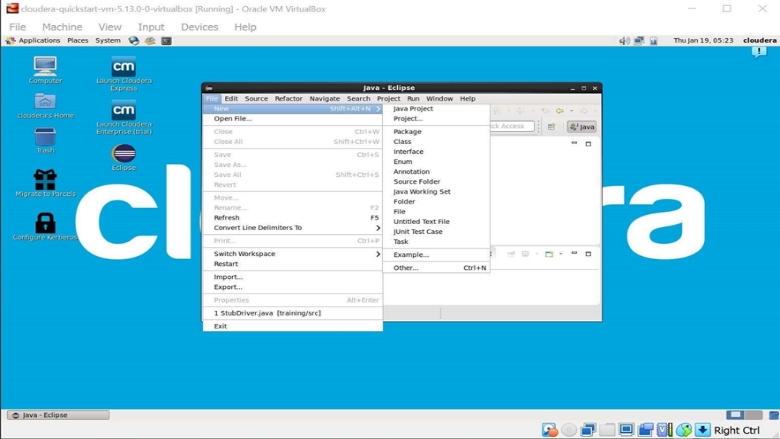 cloudera-quickstart-vm-5.13.0-0-virtualbox [Running] - Oracle VM VirtualBox
File Machine View Input Devices Help
Applications Places System
Thu Jan 19, 05:23 cloudera
Computer
cloudera's Home
Trash
Migrate to Parcels
Configure Kerberos
cm
Launch Cloudera
Express
cm
Launch Cloudera
Enterprise (trial)
Eclipse
Java - Eclipse
File Edit Source Refactor Navigate Search Project Run Window Help
New Shift+Alt+N
Open File...
Close Ctrl+W
Close All Shift+Ctrl+W
Save Ctrl+S
Save As...
Save All Shift+Ctrl+S
Revert
Move...
Rename... F2
Refresh F5
Convert Line Delimiters To
Print... Ctrl+P
Switch Workspace
Restart
Import...
Export...
Properties Alt+Enter
1 StubDriver.java [training/src]
Exit
Java Project
Project...
Package
Class
Interface
Enum
Annotation
Source Folder
Java Working Set
Folder
File
Untitled Text File
JUnit Test Case
Task
Example...
Other... Ctrl+N
Access
Java
cl
ra
Java - Eclipse
Right Ctrl